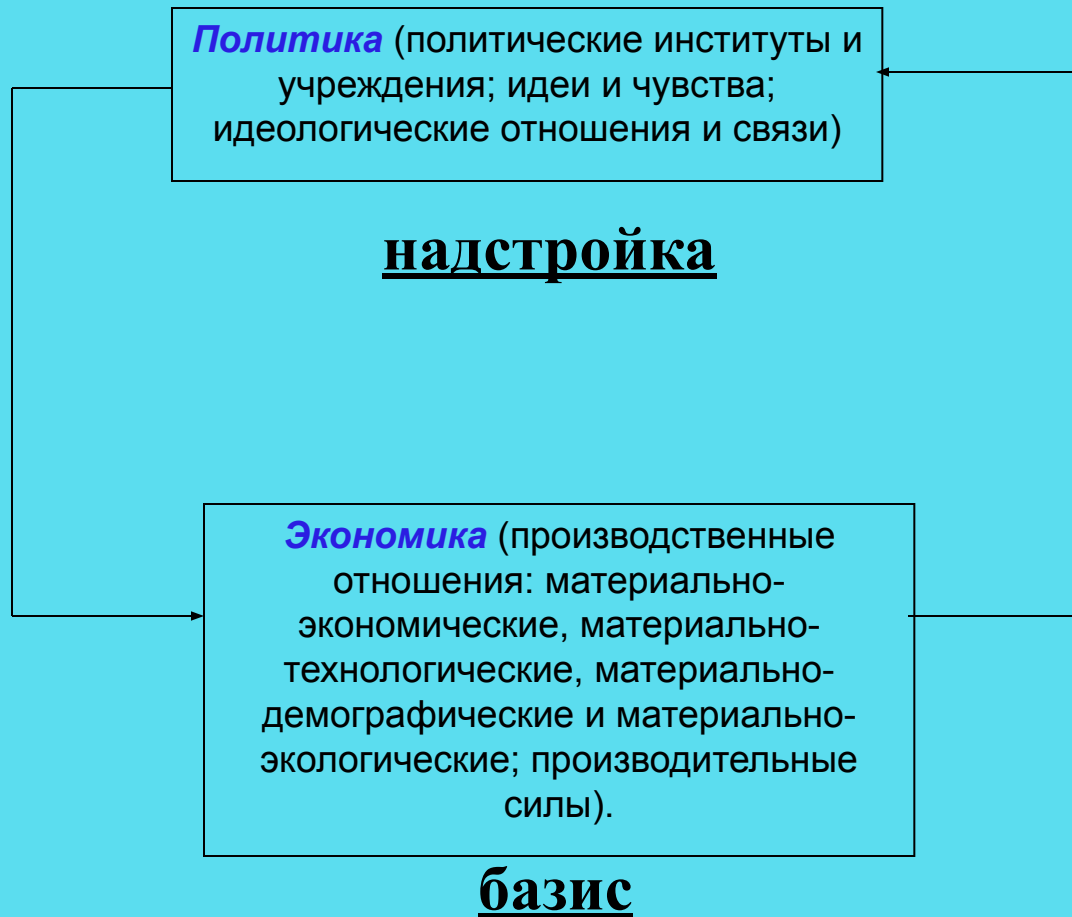 Политика (политические институты и
учреждения; идеи и чувства;
идеологические отношения и связи)
надстройка
Экономика (производственные
отношения: материально-
экономические, материально-
технологические, материально-
демографические и материально-
экологические; производительные
силы).
базис